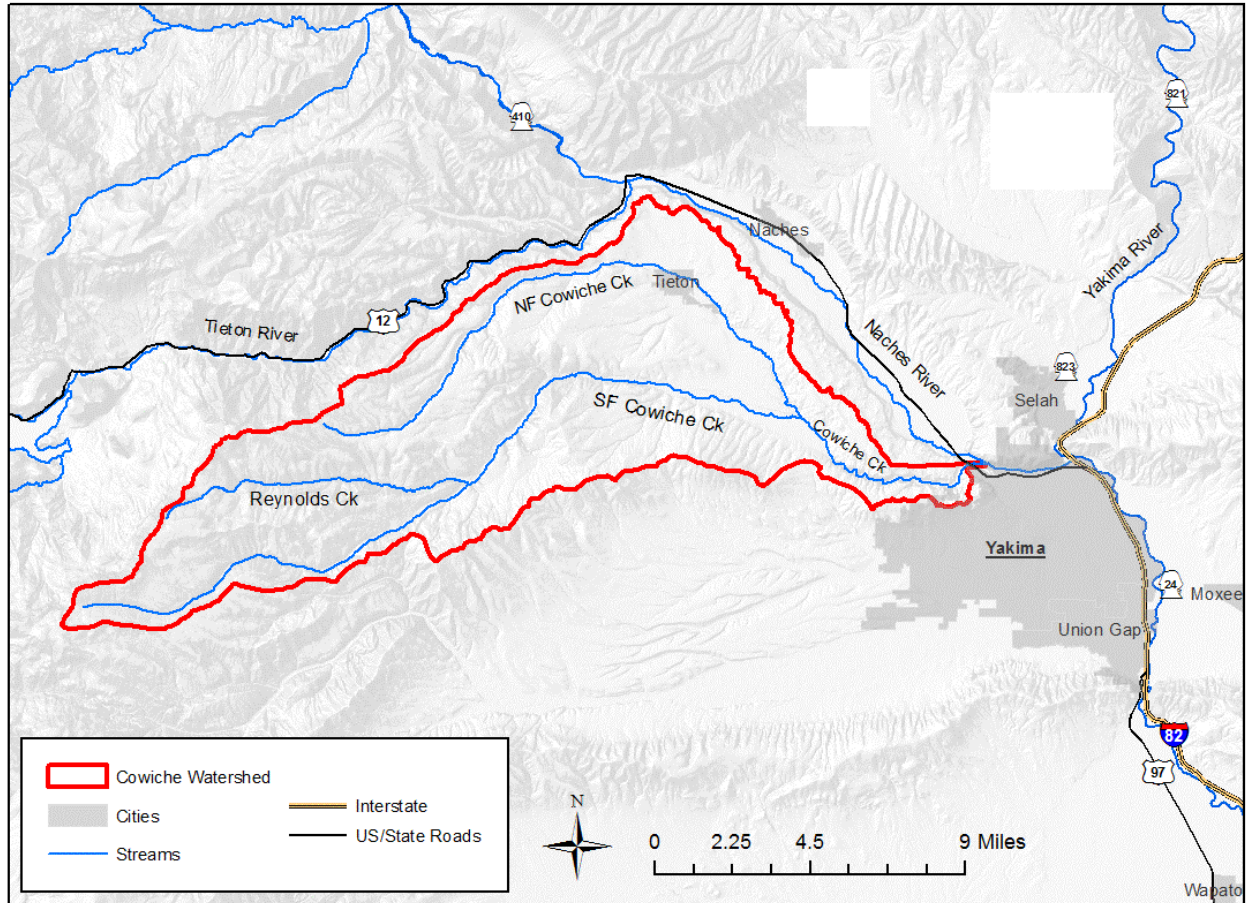 410
821
Naches
Yakima River
Tieton
NF Cowiche Ck
12
Tieton River
Naches River
823
Selah
SF Cowiche Ck
Cowiche Ck
Reynolds Ck
Yakima
24
Moxee
Union Gap
82
97
Wapato
Cowiche Watershed
Cities
Streams
Interstate
US/State Roads
N
0 2.25 4.5 9 Miles